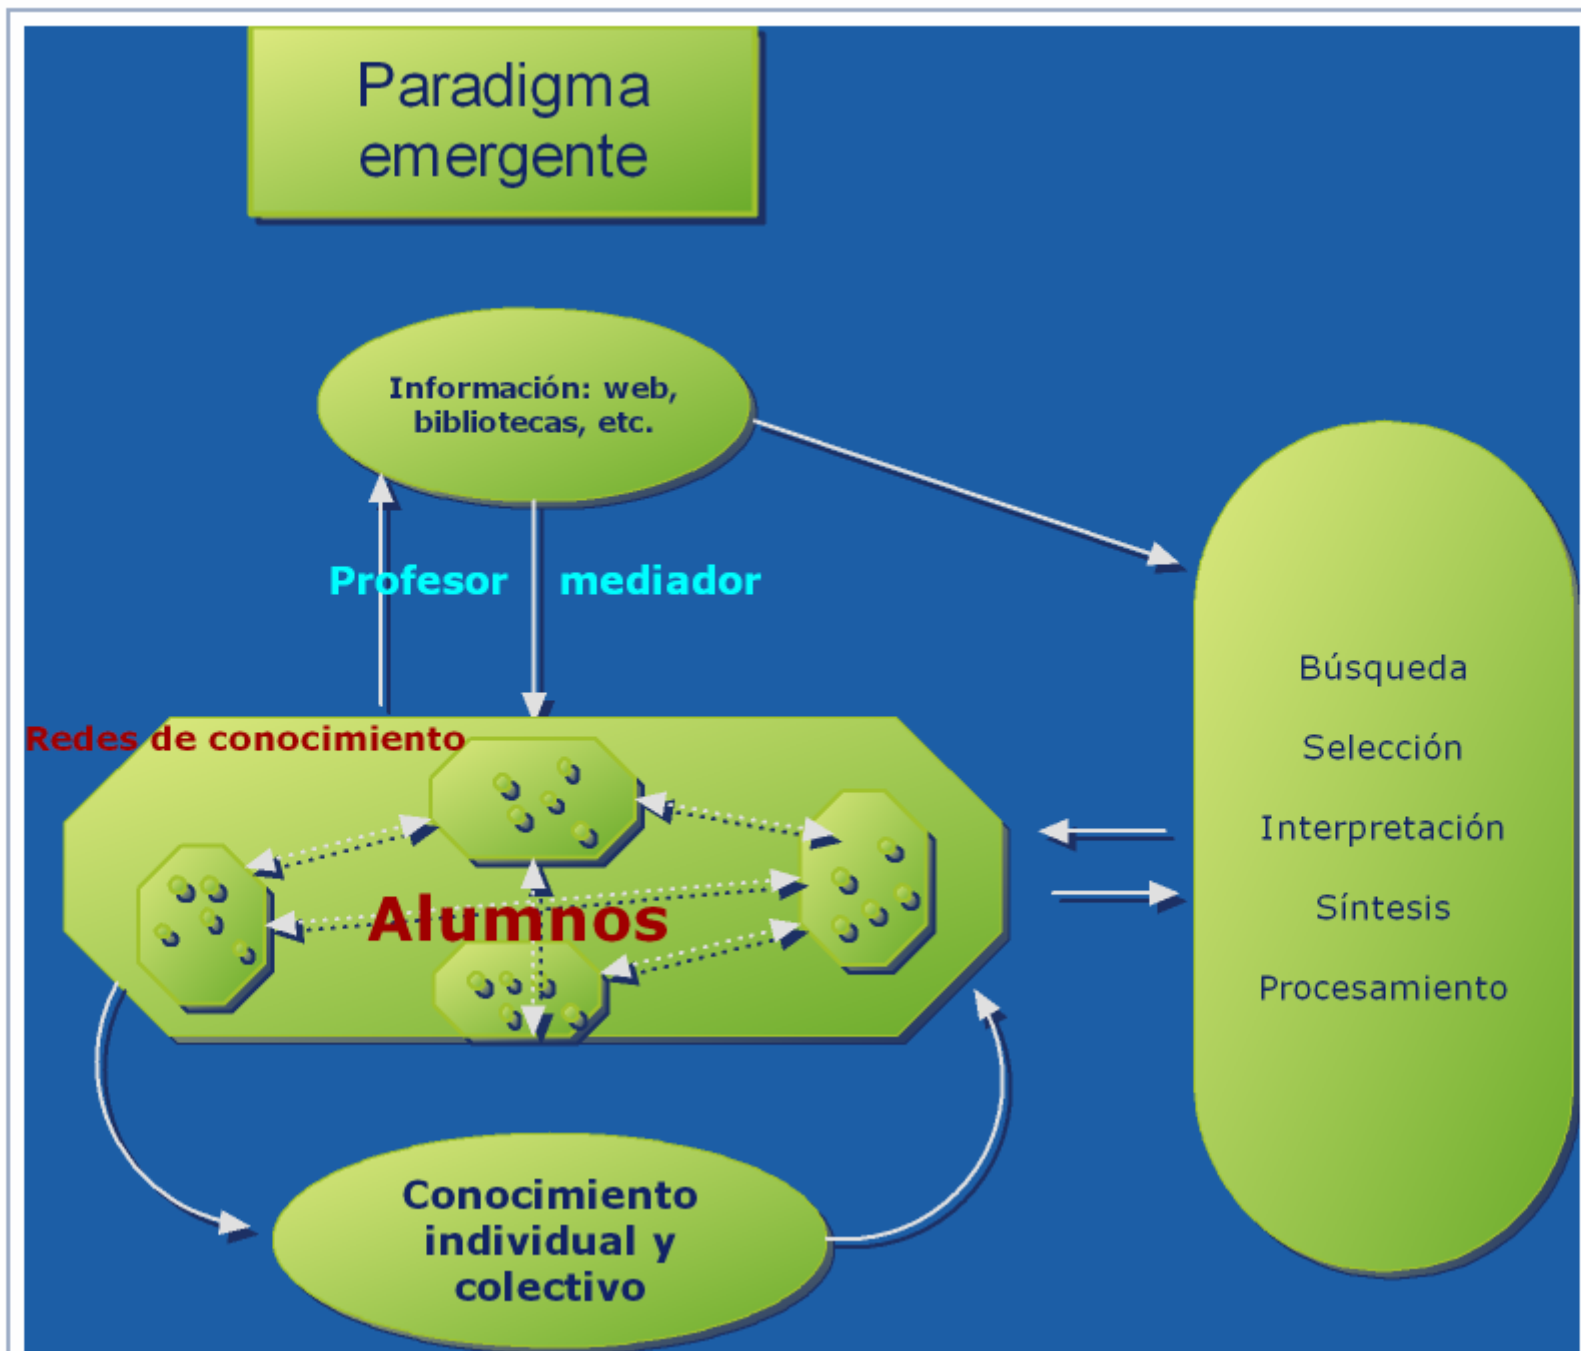 Paradigma
emergente
Información: web,
bibliotecas, etc.
Profesor mediador
Redes de conocimiento
Alumnos
Conocimiento
individual y
colectivo
Búsqueda
Selección
Interpretación
Síntesis
Procesamiento